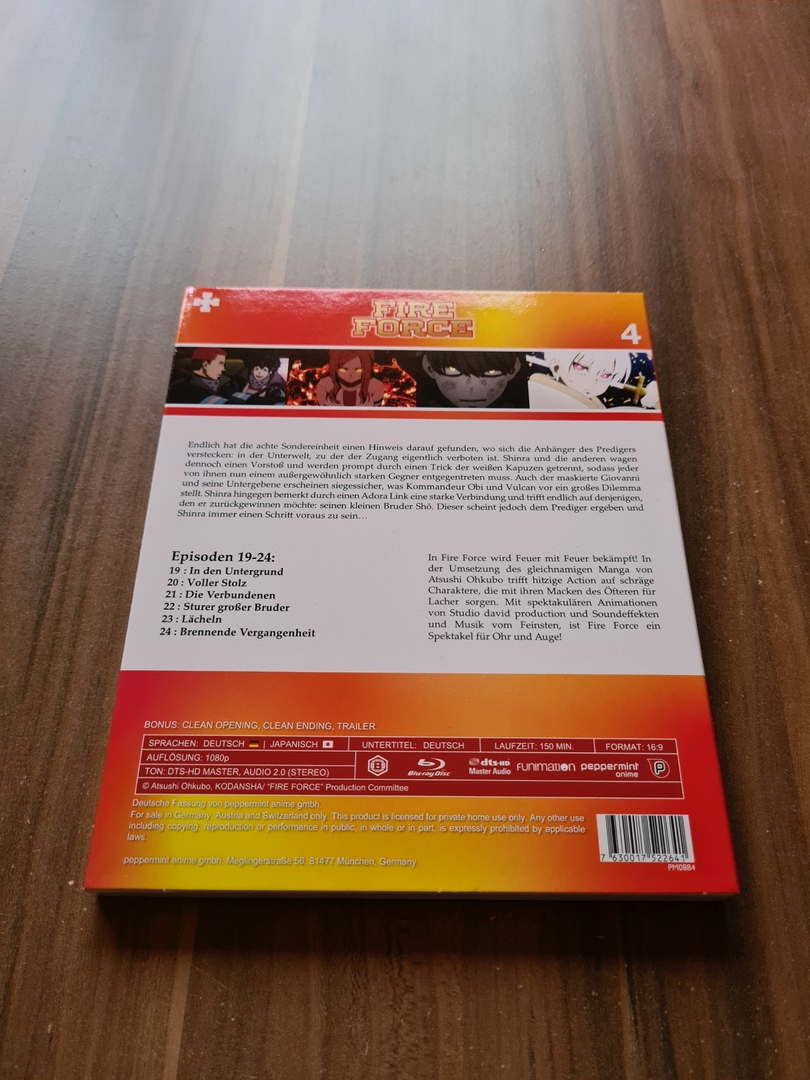 FIRE
FORCE
4
Endlich hat die achte Sondereinheit einen Hinweis darauf gefunden, wo sich die Anhänger des Predigers
verstecken: in der Unterwelt, zu der der Zugang eigentlich verboten ist. Shinra und die anderen wagen
dennoch einen Vorstoß und werden prompt durch einen Trick der weißen Kapuzen getrennt, sodass jeder
von ihnen nun einem außergewöhnlich starken Gegner entgegentreten muss. Auch der maskierte Giovanni
und seine Untergebene erscheinen siegessicher, was Kommandeur Obi und Vulcan vor ein großes Dilemma
stellt. Shinra hingegen bemerkt durch einen Adora Link eine starke Verbindung und trifft endlich auf denjenigen,
den er zurückgewinnen möchte: seinen kleinen Bruder Shō. Dieser scheint jedoch dem Prediger ergeben und
Shinra immer einen Schritt voraus zu sein…
Episoden 19-24:
19 : In den Untergrund
20 : Voller Stolz
21 : Die Verbundenen
22 : Sturer großer Bruder
23 : Lächeln
24 : Brennende Vergangenheit
In Fire Force wird Feuer mit Feuer bekämpft! In
der Umsetzung des gleichnamigen Manga von
Atsushi Ohkubo trifft hitzige Action auf schräge
Charaktere, die mit ihren Macken des Öfteren für
Lacher sorgen. Mit spektakulären Animationen
von Studio david production und Soundeffekten
und Musik vom Feinsten, ist Fire Force ein
Spektakel für Ohr und Auge!
BONUS: CLEAN OPENING, CLEAN ENDING, TRAILER
SPRACHEN: DEUTSCH | JAPANISCH
UNTERTITEL: DEUTSCH
LAUFZEIT: 150 MIN.
FORMAT: 16:9
AUFLÖSUNG: 1080p
TON: DTS-HD MASTER, AUDIO 2.0 (STEREO)
B
Blu-ray Disc
dts-HD
Master Audio
FUNIMATION
peppermint
anime
P
© Atsushi Ohkubo, KODANSHA/ "FIRE FORCE" Production Committee
Deutsche Fassung von peppermint anime gmbh.
For sale in Germany, Austria and Switzerland only. This product is licensed for private home use only. Any other use
including copying, reproduction or performance in public, in whole or in part, is expressly prohibited by applicable
laws.
peppermint anime gmbh, Meglingerstraße 56, 81477 München, Germany
7 630017 522641
PM0884